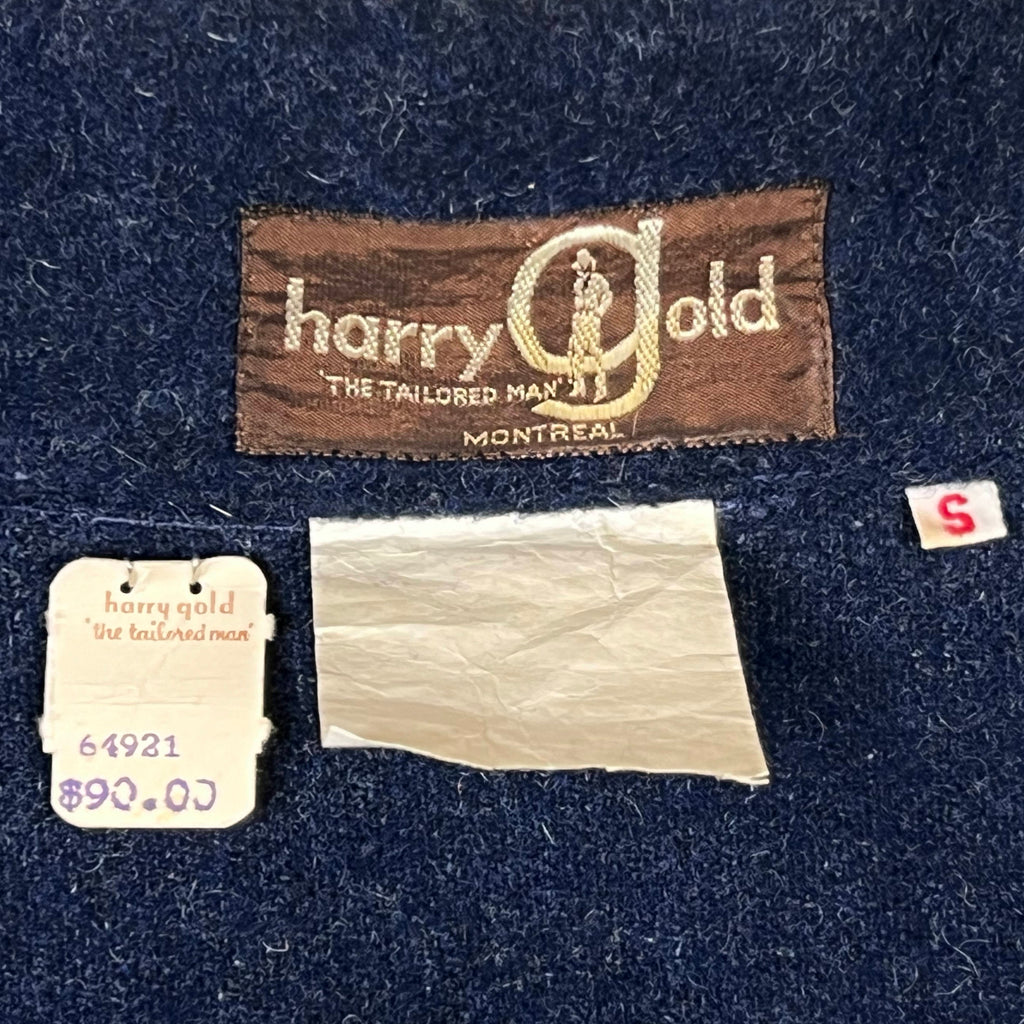 harry gold
'THE TAILORED MAN'
MONTREAL
S
harry gold
'the tailored man'
64921
$90.00